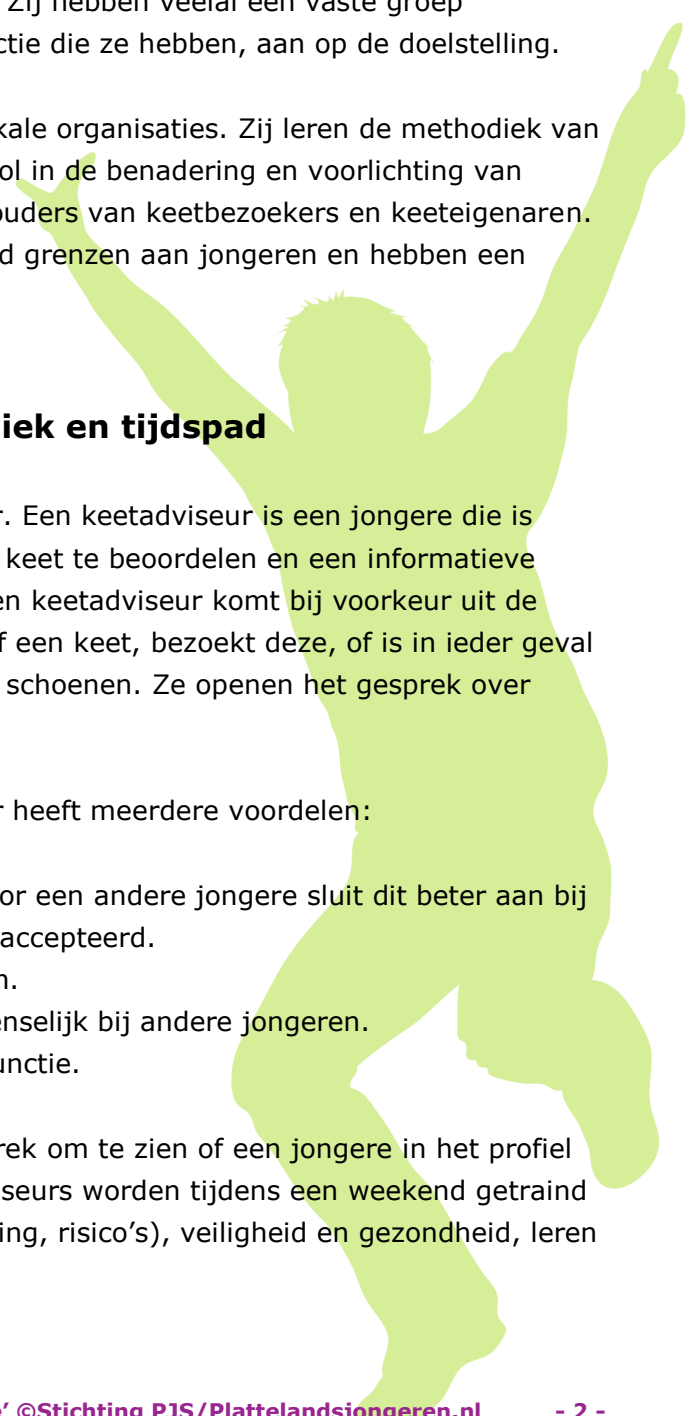 Zij hebben veelal een vaste groep
ctie die ze hebben, aan op de doelstelling.
kale organisaties. Zij leren de methodiek van
ol in de benadering en voorlichting van
ouders van keetbezoekers en keeteigenaren.
d grenzen aan jongeren en hebben een
iek en tijdspad
r. Een keetadviseur is een jongere die is
keet te beoordelen en een informatieve
en keetadviseur komt bij voorkeur uit de
f een keet, bezoekt deze, of is in ieder geval
schoenen. Ze openen het gesprek over
r heeft meerdere voordelen:
or een andere jongere sluit dit beter aan bij
accepteerd.
n.
enselijk bij andere jongeren.
unctie.
rek om te zien of een jongere in het profiel
seurs worden tijdens een weekend getraind
ing, risico’s), veiligheid en gezondheid, leren
e’ ©Stichting PJS/Plattelandsjongeren.nl - 2 -